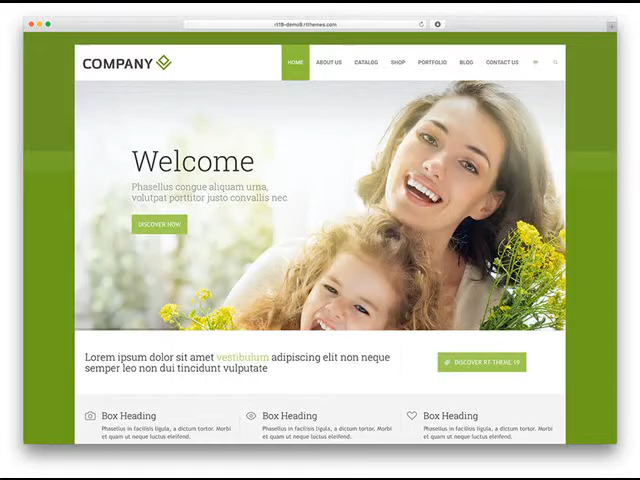 rt19-demo9.rtthemes.com
COMPANY
HOME ABOUT US CATALOG SHOP PORTFOLIO BLOG CONTACT US
Welcome
Phasellus congue aliquam urna,
volutpat porttitor justo convallis nec.
DISCOVER NOW
Lorem ipsum dolor sit amet vestibulum adipiscing elit non neque
semper leo non dui tincidunt vulputate
DISCOVER RT-THEME 19
Box Heading
Phasellus in facilisis ligula, a dictum tortor. Morbi
et quam ut neque luctus eleifend.
Box Heading
Phasellus in facilisis ligula, a dictum tortor. Morbi
et quam ut neque luctus eleifend.
Box Heading
Phasellus in facilisis ligula, a dictum tortor. Morbi
et quam ut neque luctus eleifend.